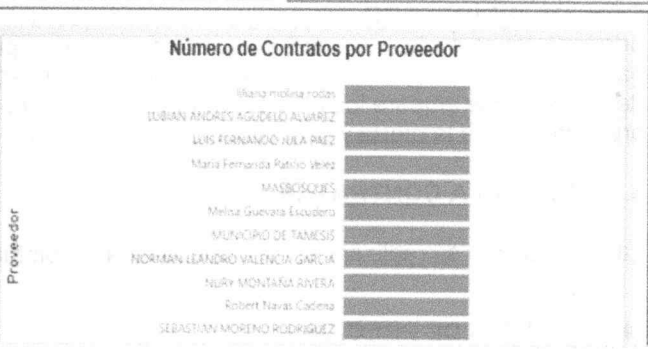 Número de Contratos por Proveedor
liliana molina rodas
LUBIAN ANDRES AGUDELO ALVAREZ
LUIS FERNANDO JULA PAEZ
Maria Fernanda Patiño Velez
MASBOSQUES
Melisa Guevara Escudero
MUNICIPIO DE TAMESIS
NORMAN LEANDRO VALENCIA GARCIA
NURY MONTAÑA RIVERA
Robert Navas Cadena
SEBASTIAN MORENO RODRIGUEZ
Proveedor